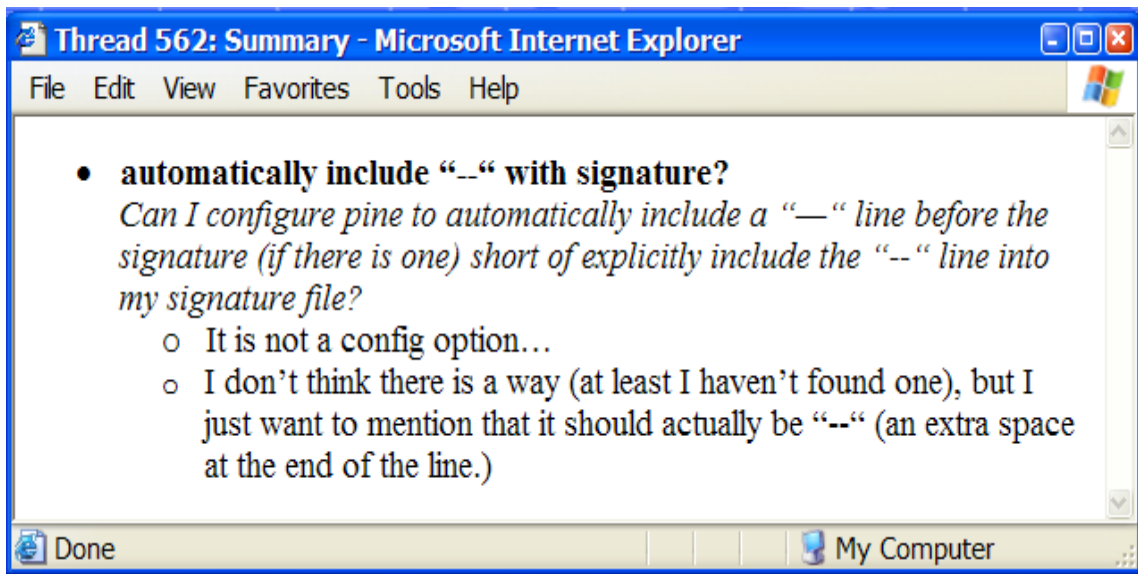 Thread 562: Summary - Microsoft Internet Explorer
File Edit View Favorites Tools Help
• automatically include “--“ with signature?
Can I configure pine to automatically include a “—“ line before the
signature (if there is one) short of explicitly include the “--“ line into
my signature file?
o It is not a config option…
o I don’t think there is a way (at least I haven’t found one), but I
just want to mention that it should actually be “--“ (an extra space
at the end of the line.)
Done My Computer